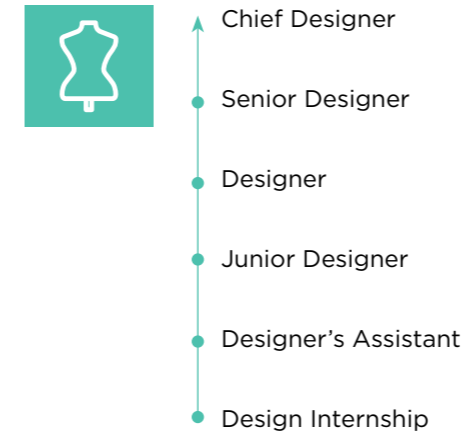 Chief Designer
Senior Designer
Designer
Junior Designer
Designer’s Assistant
Design Internship